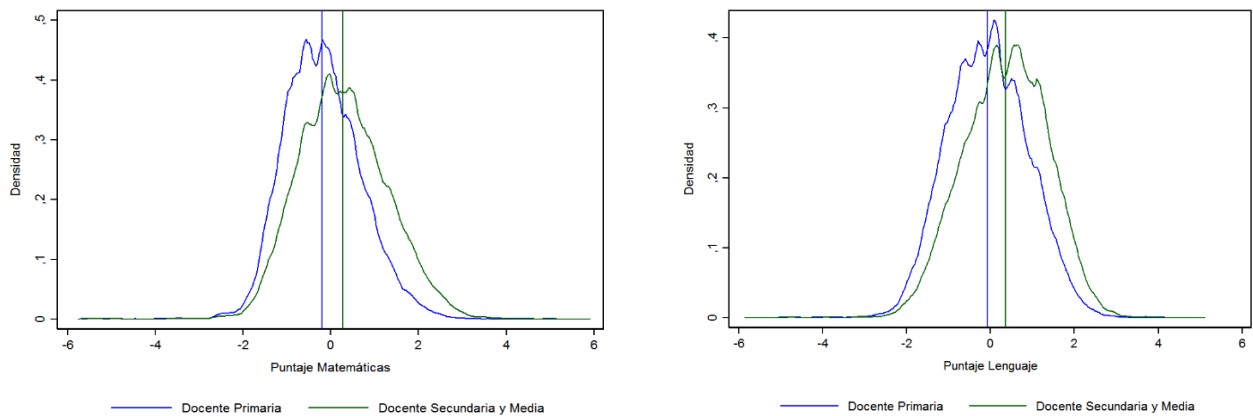 ,5
,4
,3
,2
,1
0
Densidad
-6 -4 -2 0 2 4 6
Puntaje Matemáticas
Docente Primaria Docente Secundaria y Media
,4
,3
,2
,1
0
Densidad
-6 -4 -2 0 2 4 6
Puntaje Lenguaje
Docente Primaria Docente Secundaria y Media